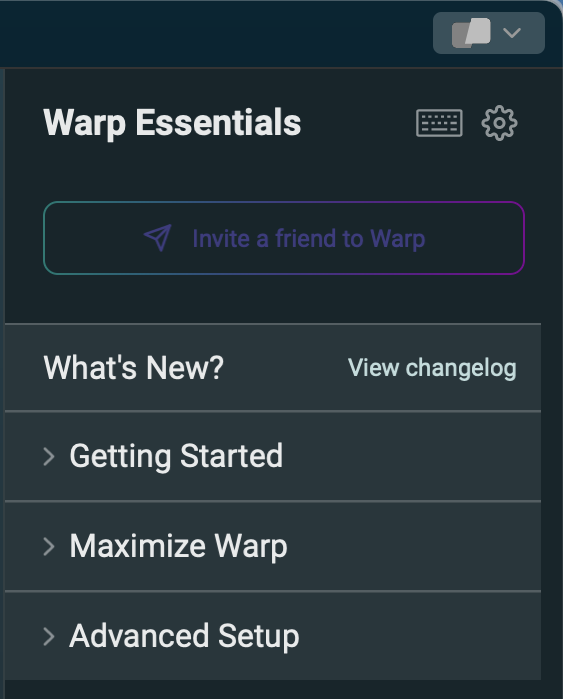 Warp Essentials
Invite a friend to Warp
What's New? View changelog
Getting Started
Maximize Warp
Advanced Setup